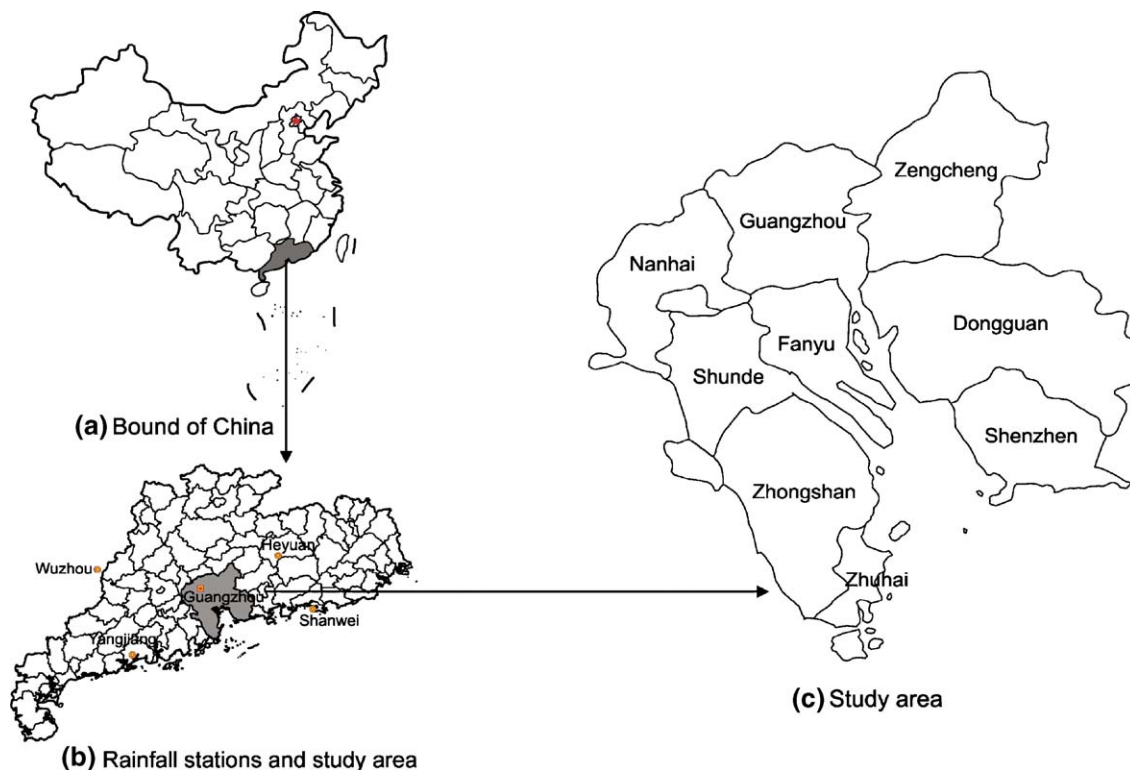 (a) Bound of China
Heyuan
Wuzhou
Guangzhou
Shanwei
Yangjiang
(b) Rainfall stations and study area
Zengcheng
Guangzhou
Nanhai
Dongguan
Fanyu
Shunde
Shenzhen
Zhongshan
Zhuhai
(c) Study area